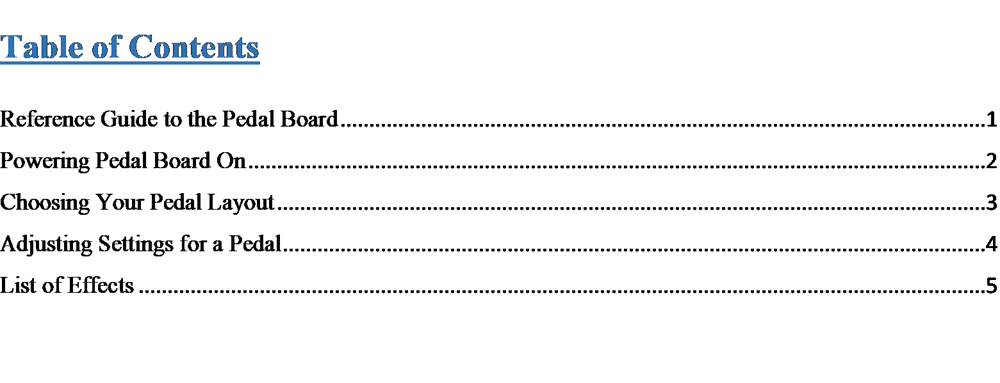 Table of Contents
Reference Guide to the Pedal Board........................................................................................................................1
Powering Pedal Board On........................................................................................................................................2
Choosing Your Pedal Layout...................................................................................................................................3
Adjusting Settings for a Pedal..................................................................................................................................4
List of Effects ............................................................................................................................................................5